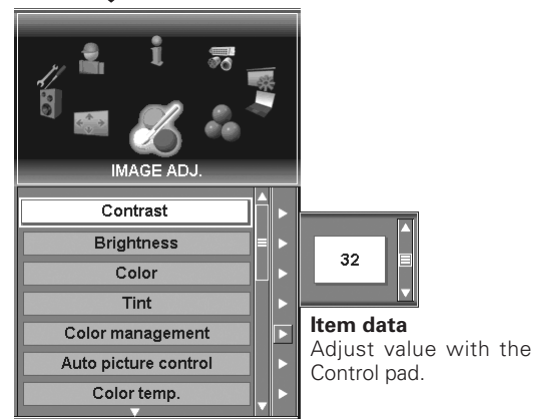 IMAGE ADJ.
Contrast
Brightness
Color
Tint
Color management
Auto picture control
Color temp.
32
Item data
Adjust value with the
Control pad.